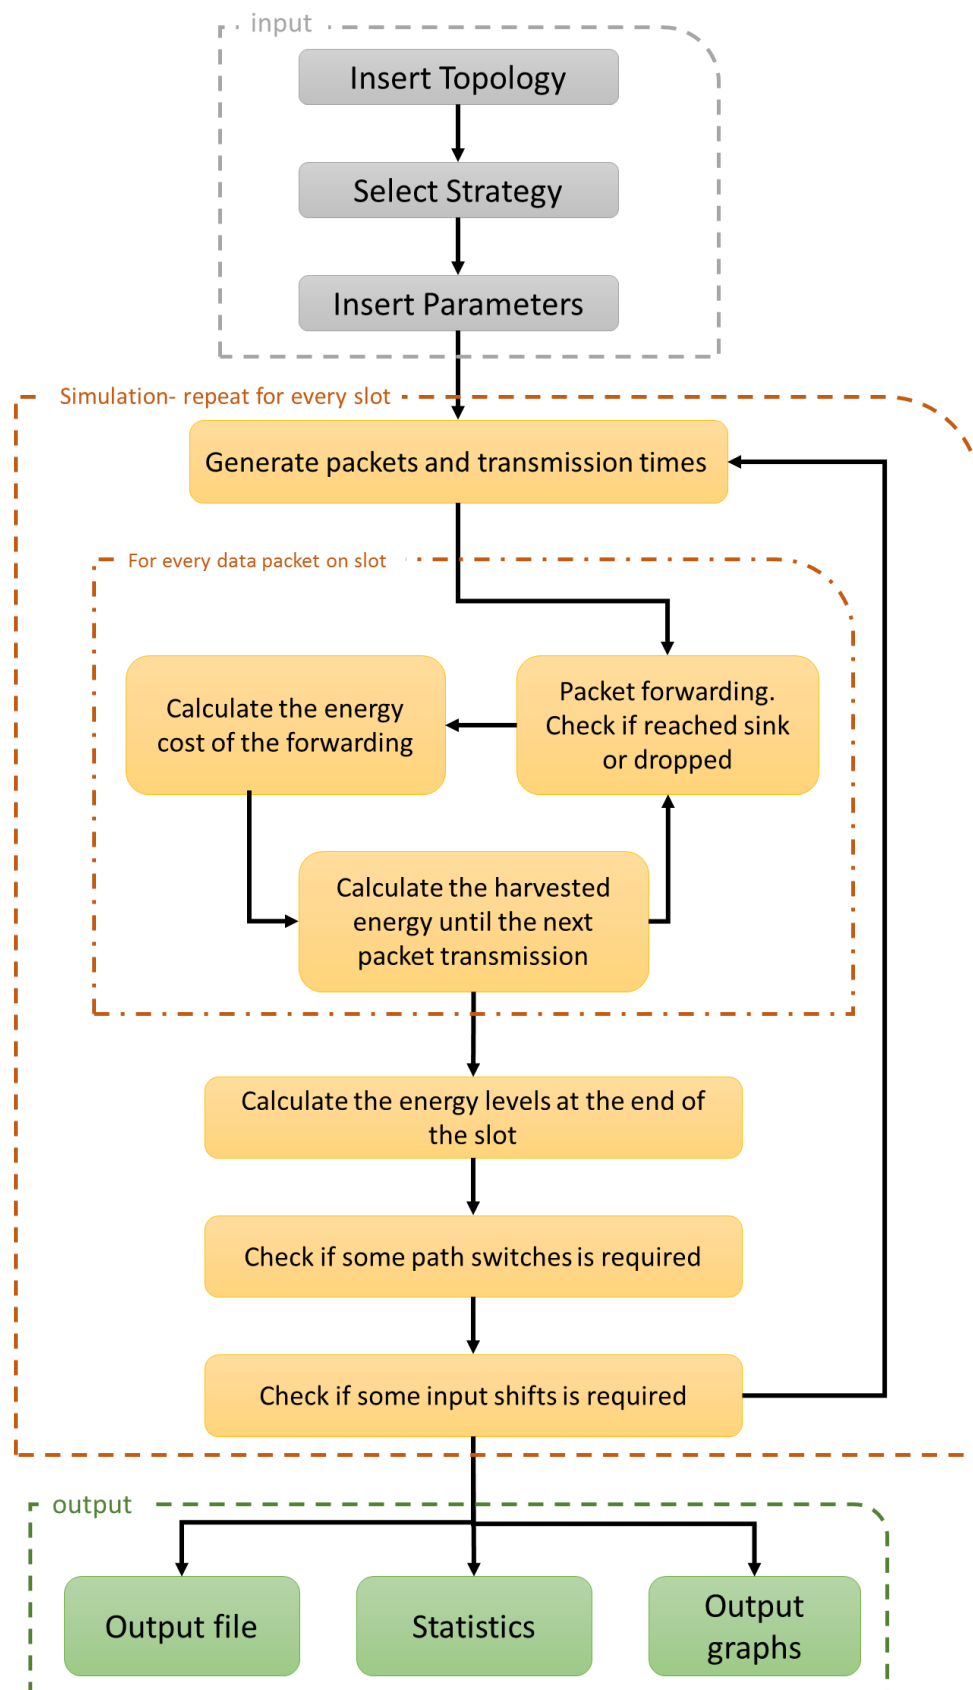 input
Insert Topology
Select Strategy
Insert Parameters
Simulation- repeat for every slot
Generate packets and transmission times
For every data packet on slot
Calculate the energy
cost of the forwarding
Packet forwarding.
Check if reached sink
or dropped
Calculate the harvested
energy until the next
packet transmission
Calculate the energy levels at the end of
the slot
Check if some path switches is required
Check if some input shifts is required
output
Output file
Statistics
Output
graphs